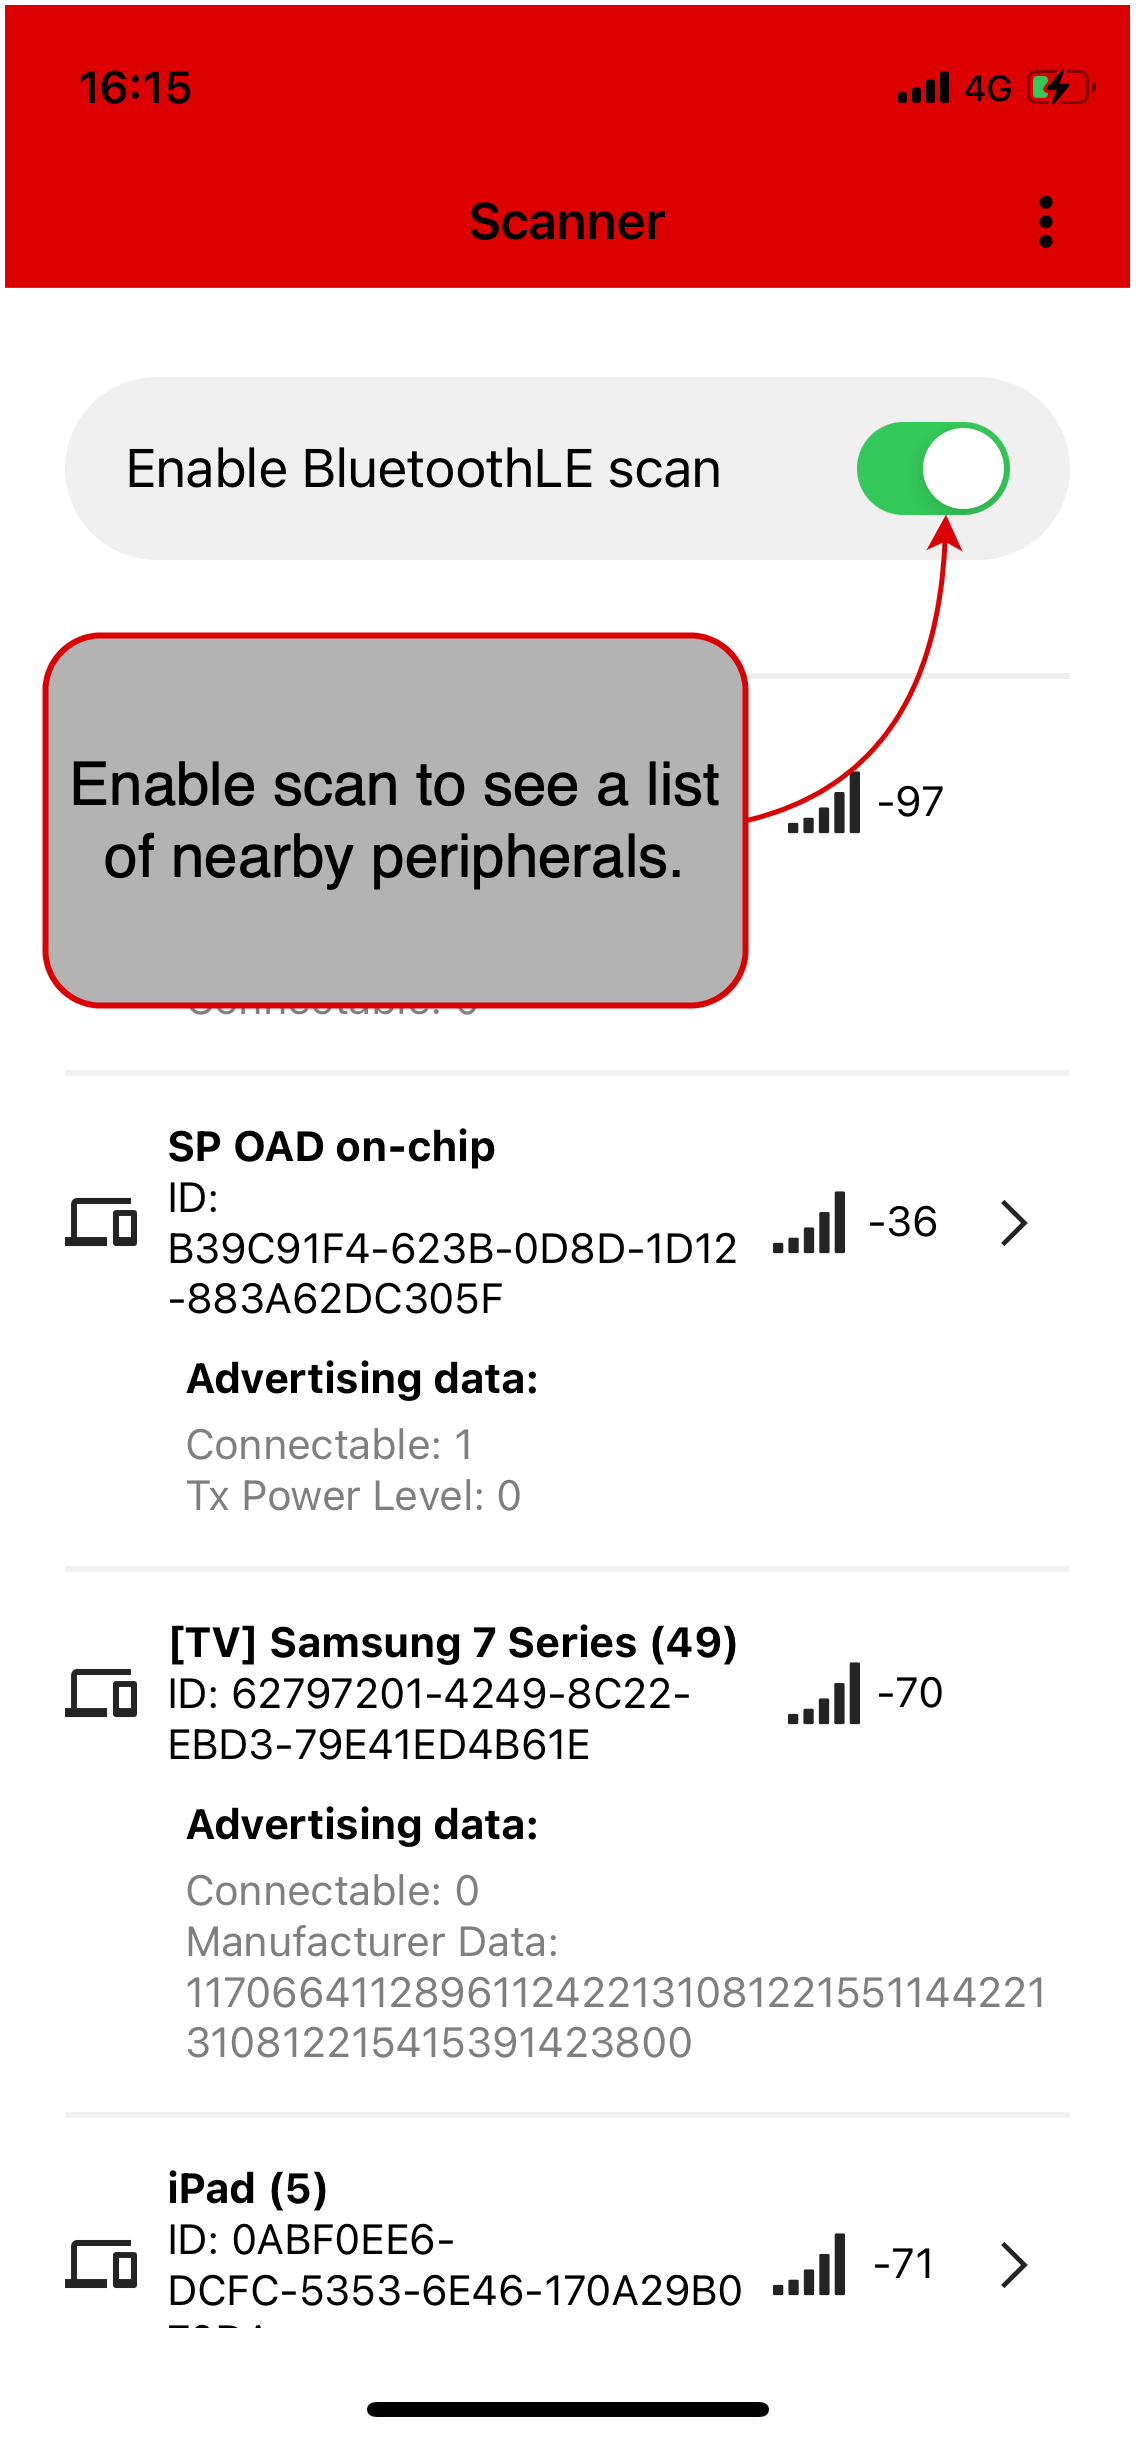 16:15
4G
Scanner
Enable BluetoothLE scan
Enable scan to see a list
of nearby peripherals.
-97
Connectable: 0
SP OAD on-chip
ID:
B39C91F4-623B-0D8D-1D12
-883A62DC305F
-36
Advertising data:
Connectable: 1
Tx Power Level: 0
[TV] Samsung 7 Series (49)
ID: 62797201-4249-8C22-
EBD3-79E41ED4B61E
-70
Advertising data:
Connectable: 0
Manufacturer Data:
1170664112896112422131081221551144221
310812215415391423800
iPad (5)
ID: 0ABF0EE6-
DCFC-5353-6E46-170A29B0
-71